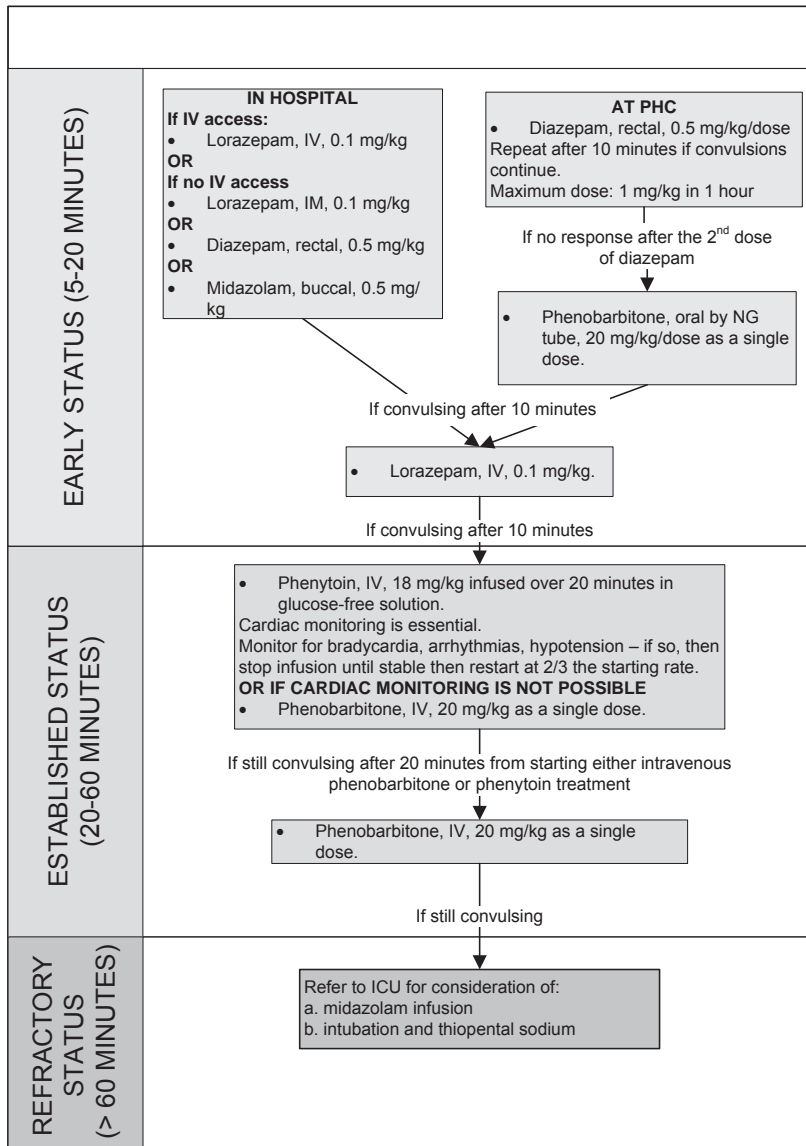 EARLY STATUS (5-20 MINUTES)
IN HOSPITAL
If IV access:
• Lorazepam, IV, 0.1 mg/kg
OR
If no IV access
• Lorazepam, IM, 0.1 mg/kg
OR
• Diazepam, rectal, 0.5 mg/kg
OR
• Midazolam, buccal, 0.5 mg/
kg
AT PHC
• Diazepam, rectal, 0.5 mg/kg/dose
Repeat after 10 minutes if convulsions
continue.
Maximum dose: 1 mg/kg in 1 hour
If no response after the 2nd dose
of diazepam
• Phenobarbitone, oral by NG
tube, 20 mg/kg/dose as a single
dose.
If convulsing after 10 minutes
• Lorazepam, IV, 0.1 mg/kg.
If convulsing after 10 minutes
ESTABLISHED STATUS
(20-60 MINUTES)
• Phenytoin, IV, 18 mg/kg infused over 20 minutes in
glucose-free solution.
Cardiac monitoring is essential.
Monitor for bradycardia, arrhythmias, hypotension – if so, then
stop infusion until stable then restart at 2/3 the starting rate.
OR IF CARDIAC MONITORING IS NOT POSSIBLE
• Phenobarbitone, IV, 20 mg/kg as a single dose.
If still convulsing after 20 minutes from starting either intravenous
phenobarbitone or phenytoin treatment
• Phenobarbitone, IV, 20 mg/kg as a single
dose.
If still convulsing
REFRACTORY
STATUS
(> 60 MINUTES)
Refer to ICU for consideration of:
a. midazolam infusion
b. intubation and thiopental sodium